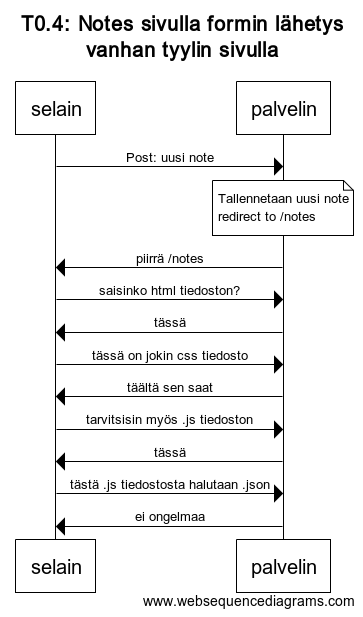 T0.4: Notes sivulla formin lähetys
vanhan tyylin sivulla
selain
palvelin
Post: uusi note
Tallennetaan uusi note
redirect to /notes
piirrä /notes
saisinko html tiedoston?
tässä
tässä on jokin css tiedosto
täältä sen saat
tarvitsisin myös .js tiedoston
tässä
tästä .js tiedostosta halutaan .json
ei ongelmaa
selain
palvelin
www.websequencediagrams.com